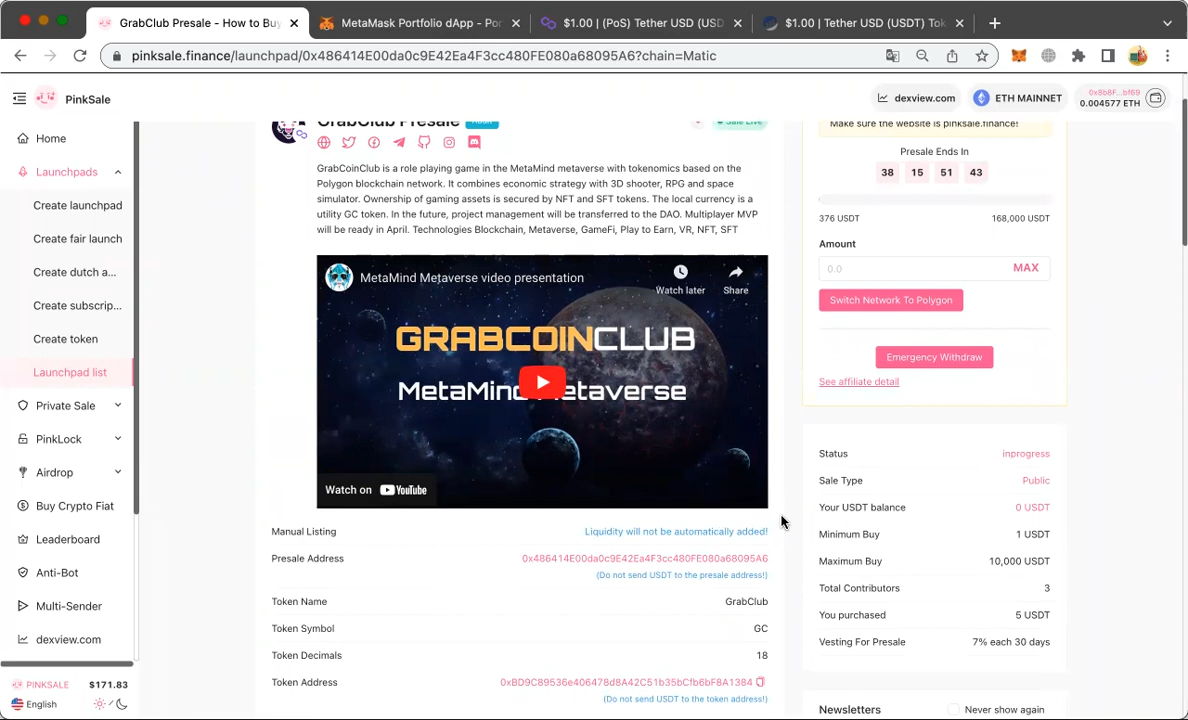 GrabClub Presale - How to Buy
MetaMask Portfolio dApp - Por
$1.00 | (PoS) Tether USD (USD
$1.00 | Tether USD (USDT) Tok
pinksale.finance/launchpad/0x486414E00da0c9E42Ea4F3cc480FE080a68095A6?chain=Matic
PinkSale
dexview.com
ETH MAINNET
0x8b8F...bf69
0.004577 ETH
Home
Launchpads
Create launchpad
Create fair launch
Create dutch a...
Create subscrip...
Create token
Launchpad list
Private Sale
PinkLock
Airdrop
Buy Crypto Fiat
Leaderboard
Anti-Bot
Multi-Sender
dexview.com
PINKSALE $171.83
English
GrabClub Presale
Sale Live
GrabCoinClub is a role playing game in the MetaMind metaverse with tokenomics based on the
Polygon blockchain network. It combines economic strategy with 3D shooter, RPG and space
simulator. Ownership of gaming assets is secured by NFT and SFT tokens. The local currency is a
utility GC token. In the future, project management will be transferred to the DAO. Multiplayer MVP
will be ready in April. Technologies Blockchain, Metaverse, GameFi, Play to Earn, VR, NFT, SFT
MetaMind Metaverse video presentation
Watch later
Share
GRABCOINCLUB
MetaMind Metaverse
Watch on YouTube
Manual Listing Liquidity will not be automatically added!
Presale Address 0x486414E00da0c9E42Ea4F3cc480FE080a68095A6
(Do not send USDT to the presale address!)
Token Name GrabClub
Token Symbol GC
Token Decimals 18
Token Address 0xBD9C89536e406478d8A42C51b35bCfb6bF8A1384
(Do not send USDT to the token address!)
Make sure the website is pinksale.finance!
Presale Ends In
38 15 51 43
376 USDT 168,000 USDT
Amount
0.0 MAX
Switch Network To Polygon
Emergency Withdraw
See affiliate detail
Status inprogress
Sale Type Public
Your USDT balance 0 USDT
Minimum Buy 1 USDT
Maximum Buy 10,000 USDT
Total Contributors 3
You purchased 5 USDT
Vesting For Presale 7% each 30 days
Newsletters Never show again